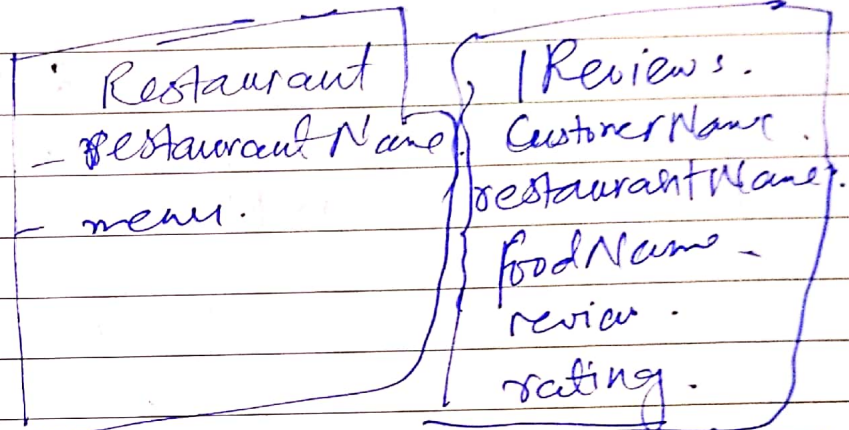 Restaurant
- restaurantName
- menu.
Reviews.
CustomerName.
restaurantName.
foodName -
review.
rating.